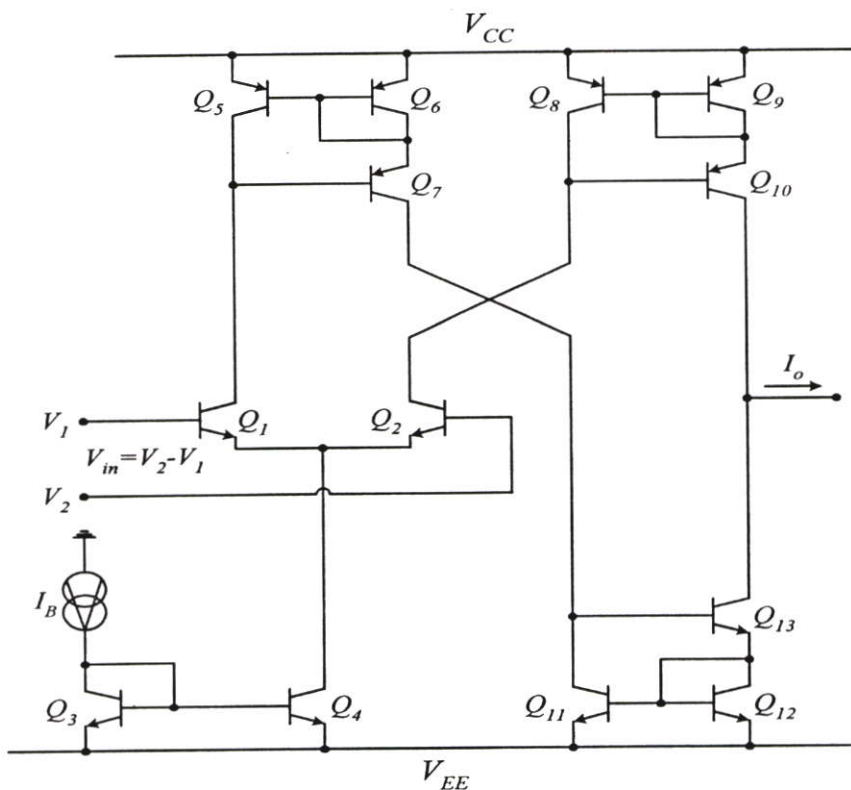 V_CC
Q_5 Q_6 Q_8 Q_9
Q_7 Q_10
I_o
V_1 Q_1 Q_2
V_in=V_2-V_1
V_2
I_B
Q_13
Q_3 Q_4 Q_11 Q_12
V_EE